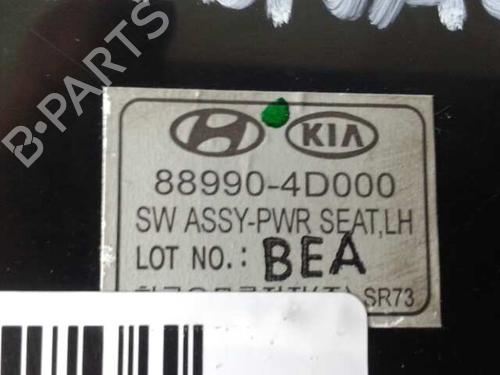 B-PARTS
KIA
88990-4D000
SW ASSY-PWR SEAT,LH
LOT NO.: BEA
SR73